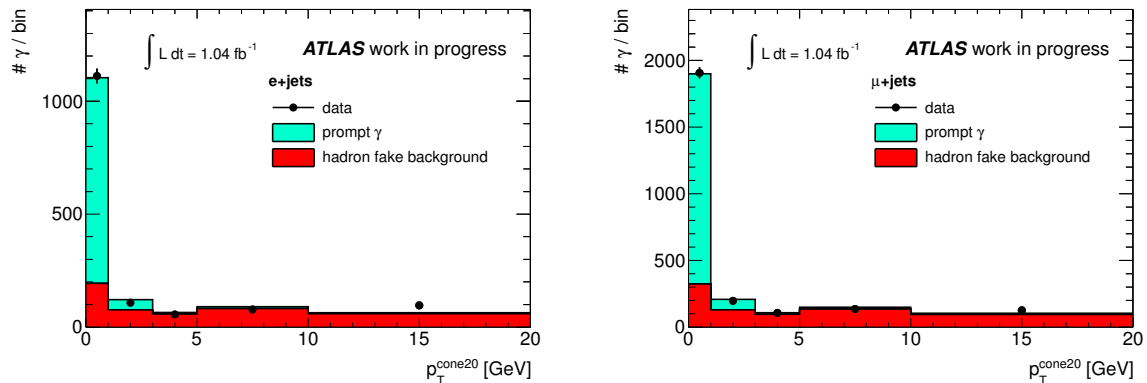 # γ / bin
∫ L dt = 1.04 fb⁻¹
ATLAS work in progress
e+jets
data
prompt γ
hadron fake background
1000
500
0
0 5 10 15 20
p_T^cone20 [GeV]
# γ / bin
∫ L dt = 1.04 fb⁻¹
ATLAS work in progress
μ+jets
data
prompt γ
hadron fake background
2000
1500
1000
500
0
0 5 10 15 20
p_T^cone20 [GeV]